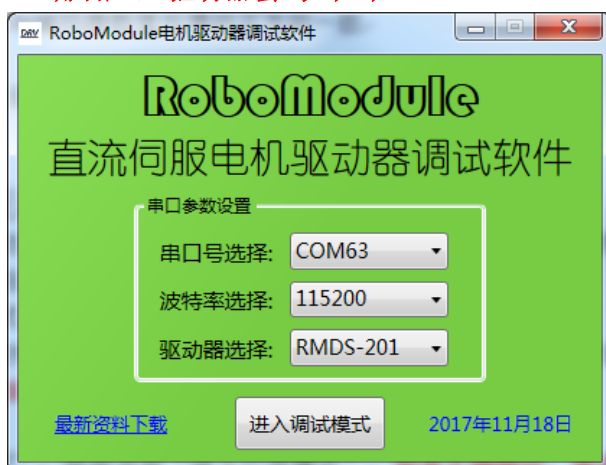 DRV RoboModule电机驱动器调试软件
RoboModule
直流伺服电机驱动器调试软件
串口参数设置
串口号选择: COM63
波特率选择: 115200
驱动器选择: RMDS-201
最新资料下载 进入调试模式 2017年11月18日